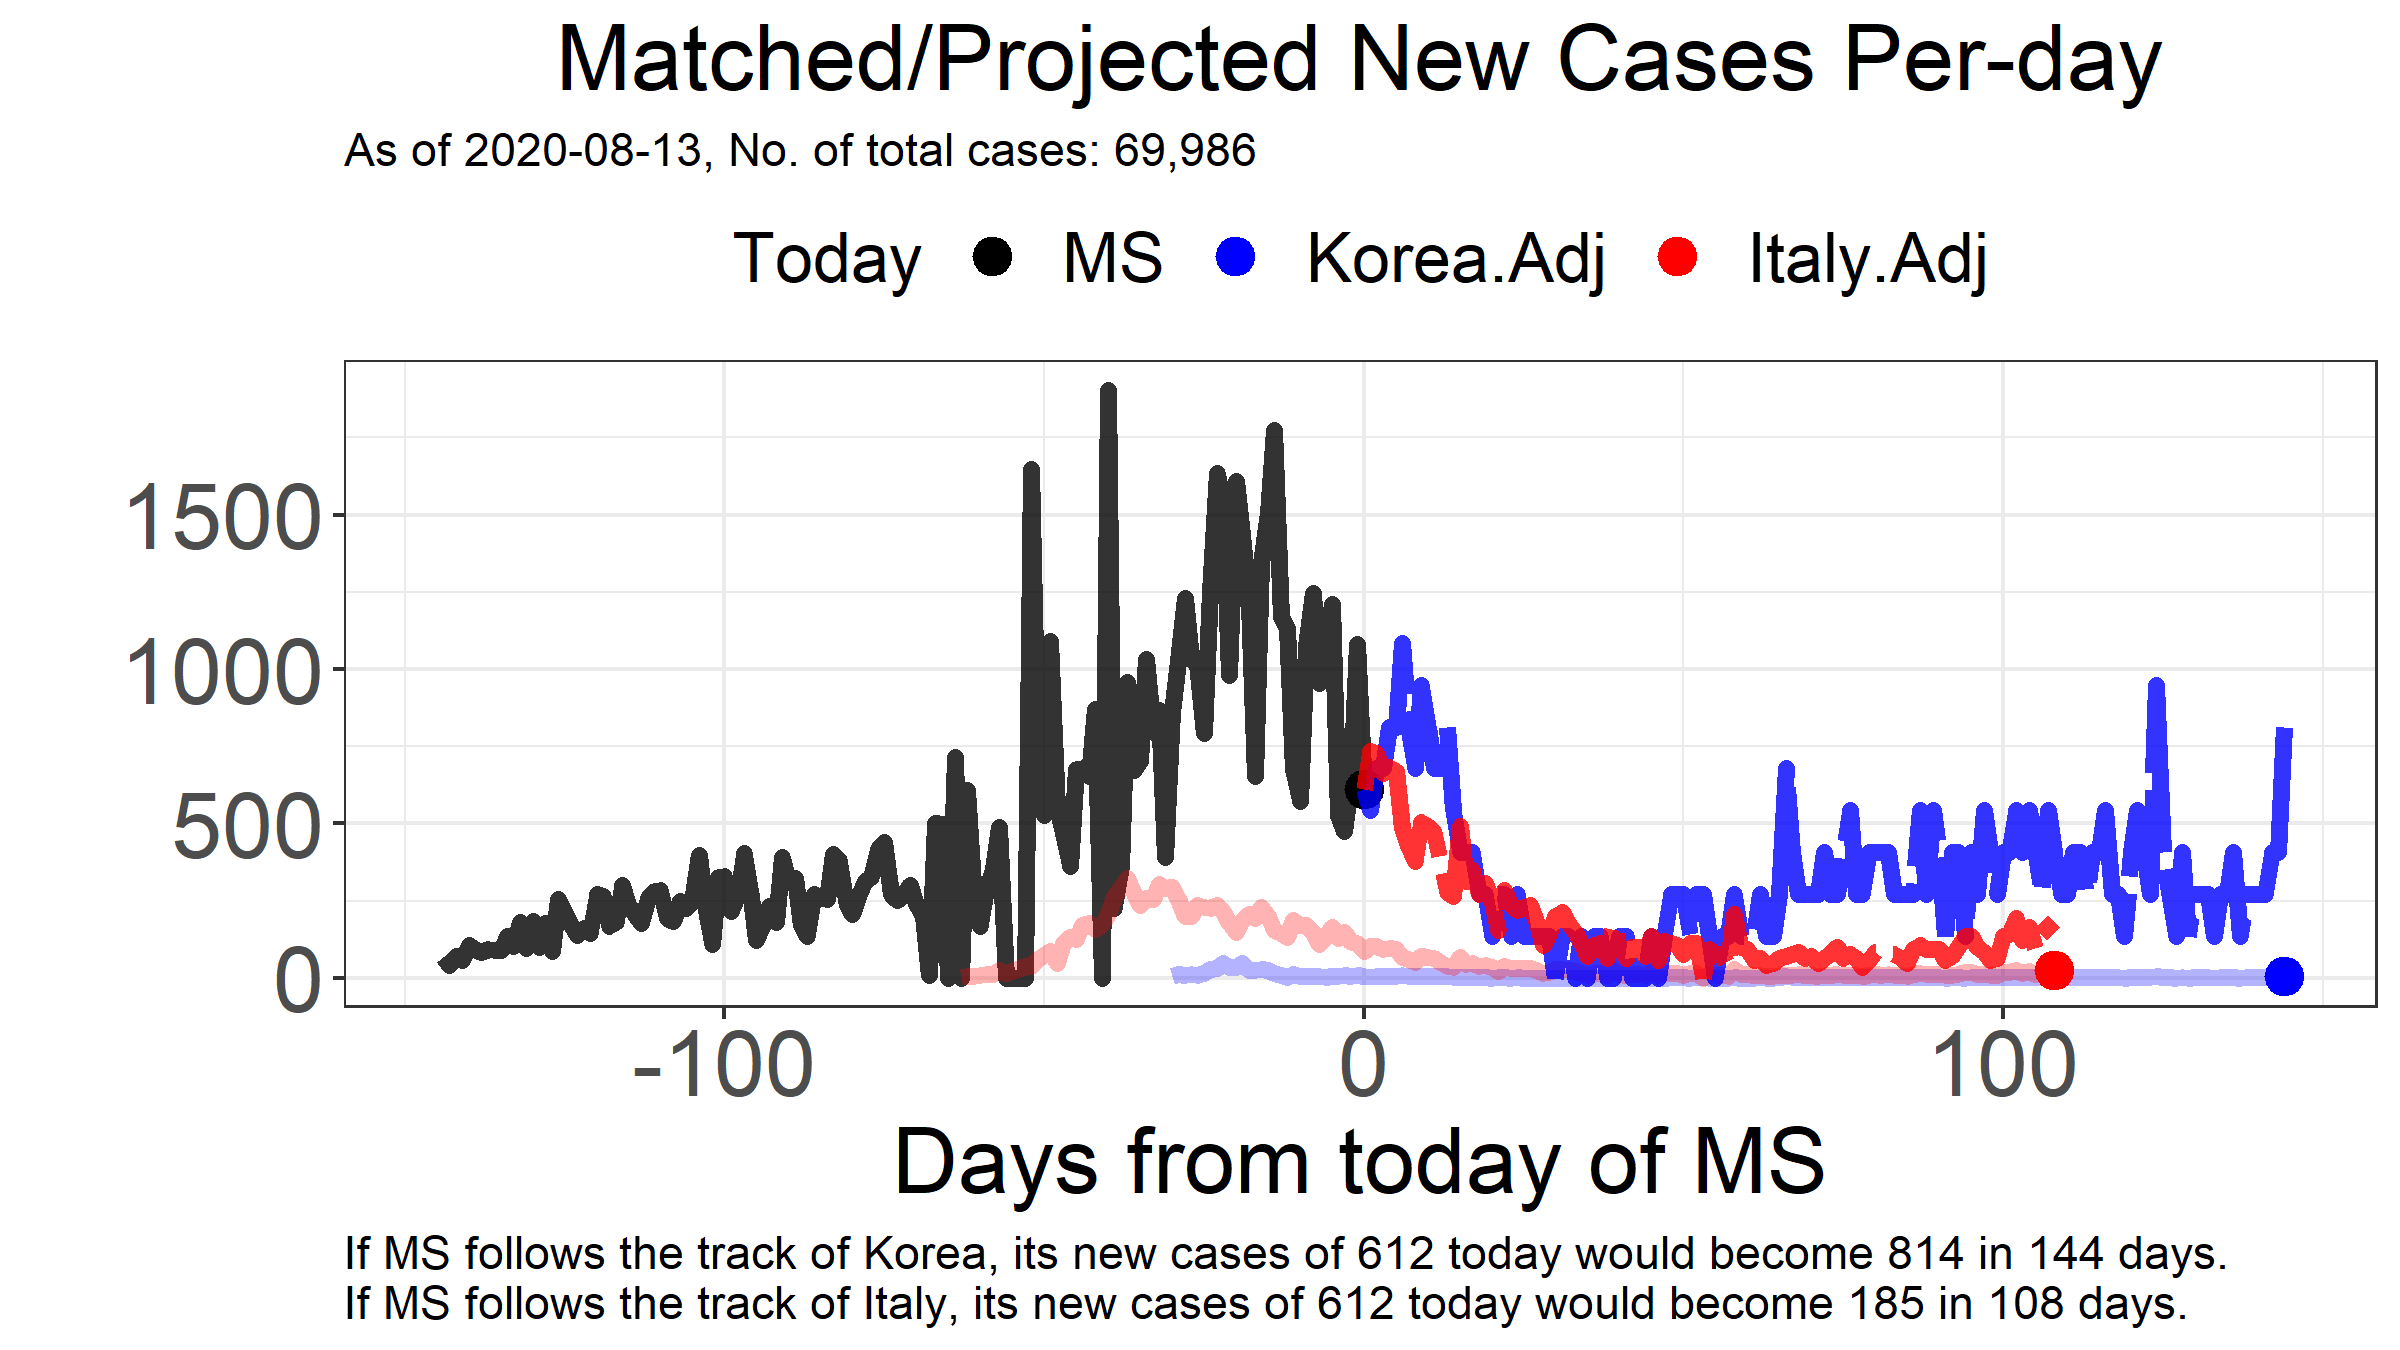 Matched/Projected New Cases Per-day
As of 2020-08-13, No. of total cases: 69,986
Today MS Korea.Adj Italy.Adj
1500
1000
500
0
-100 0 100
Days from today of MS
If MS follows the track of Korea, its new cases of 612 today would become 814 in 144 days.
If MS follows the track of Italy, its new cases of 612 today would become 185 in 108 days.